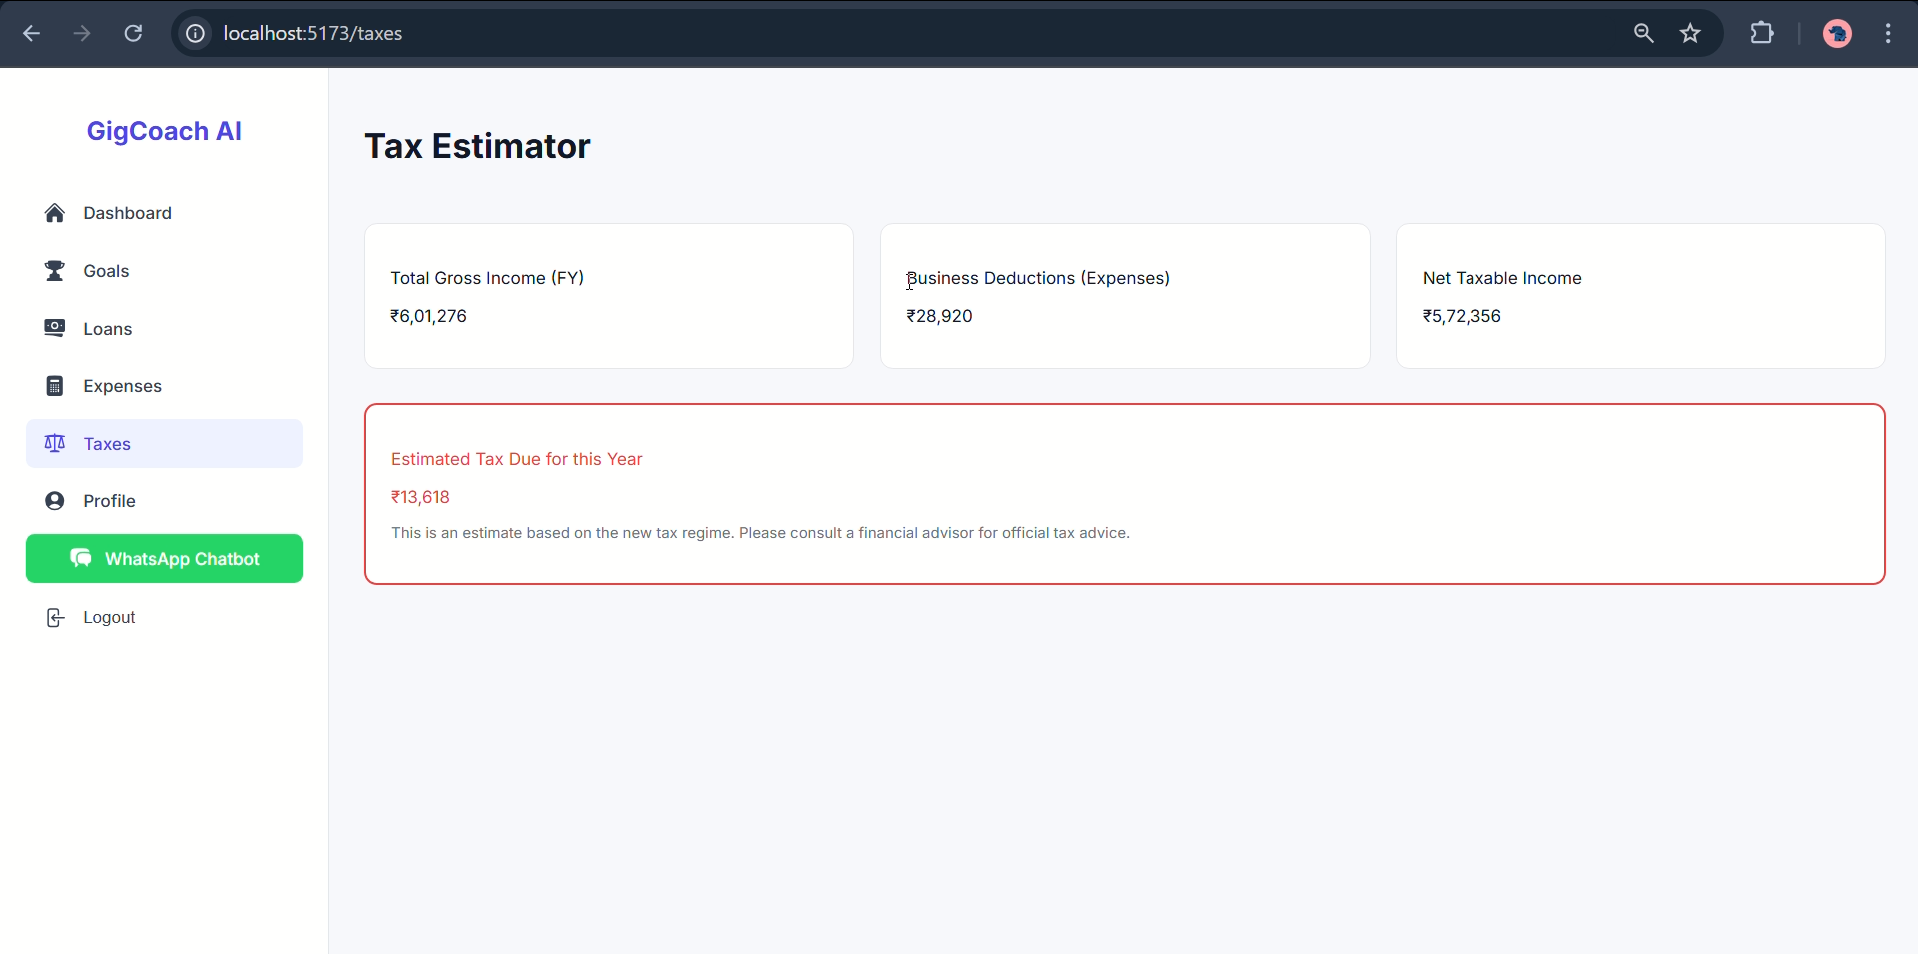 localhost:5173/taxes
GigCoach AI
Dashboard
Goals
Loans
Expenses
Taxes
Profile
WhatsApp Chatbot
Logout
Tax Estimator
Total Gross Income (FY)
₹6,01,276
Business Deductions (Expenses)
₹28,920
Net Taxable Income
₹5,72,356
Estimated Tax Due for this Year
₹13,618
This is an estimate based on the new tax regime. Please consult a financial advisor for official tax advice.